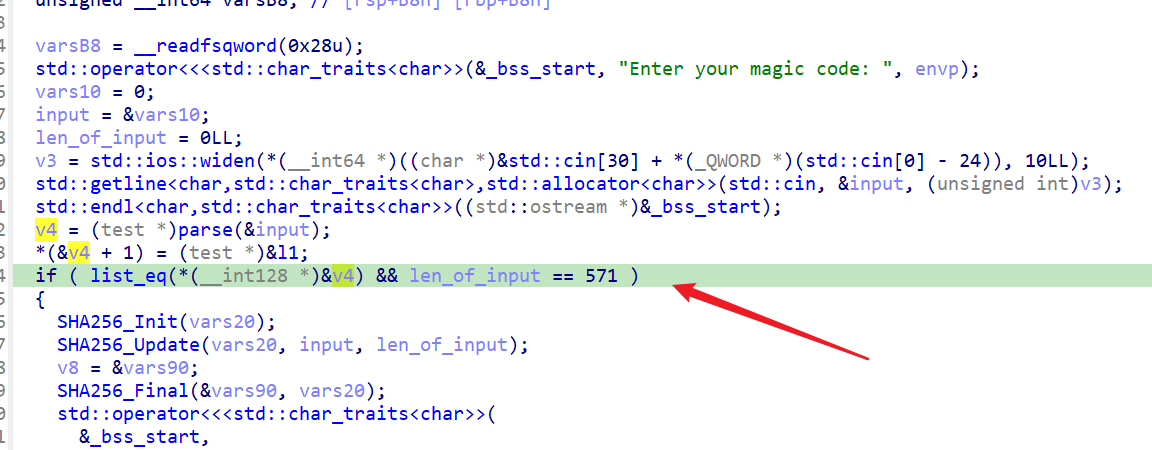 unsigned __int64 varsB8; // [rsp+B8h] [rbp+B8h]
3
4 varsB8 = __readfsqword(0x28u);
5 std::operator<<<std::char_traits<char>>(&_bss_start, "Enter your magic code: ", envp);
6 vars10 = 0;
7 input = &vars10;
8 len_of_input = 0LL;
9 v3 = std::ios::widen(*(__int64 *)((char *)&std::cin[30] + *(_QWORD *)(std::cin[0] - 24)), 10LL);
0 std::getline<char,std::char_traits<char>,std::allocator<char>>(std::cin, &input, (unsigned int)v3);
1 std::endl<char,std::char_traits<char>>((std::ostream *)&_bss_start);
2 v4 = (test *)parse(&input);
3 *(&v4 + 1) = (test *)&l1;
4 if ( list_eq(*(__int128 *)&v4) && len_of_input == 571 )
5 {
6 SHA256_Init(vars20);
7 SHA256_Update(vars20, input, len_of_input);
8 v8 = &vars90;
9 SHA256_Final(&vars90, vars20);
0 std::operator<<<std::char_traits<char>>(
1 &_bss_start,